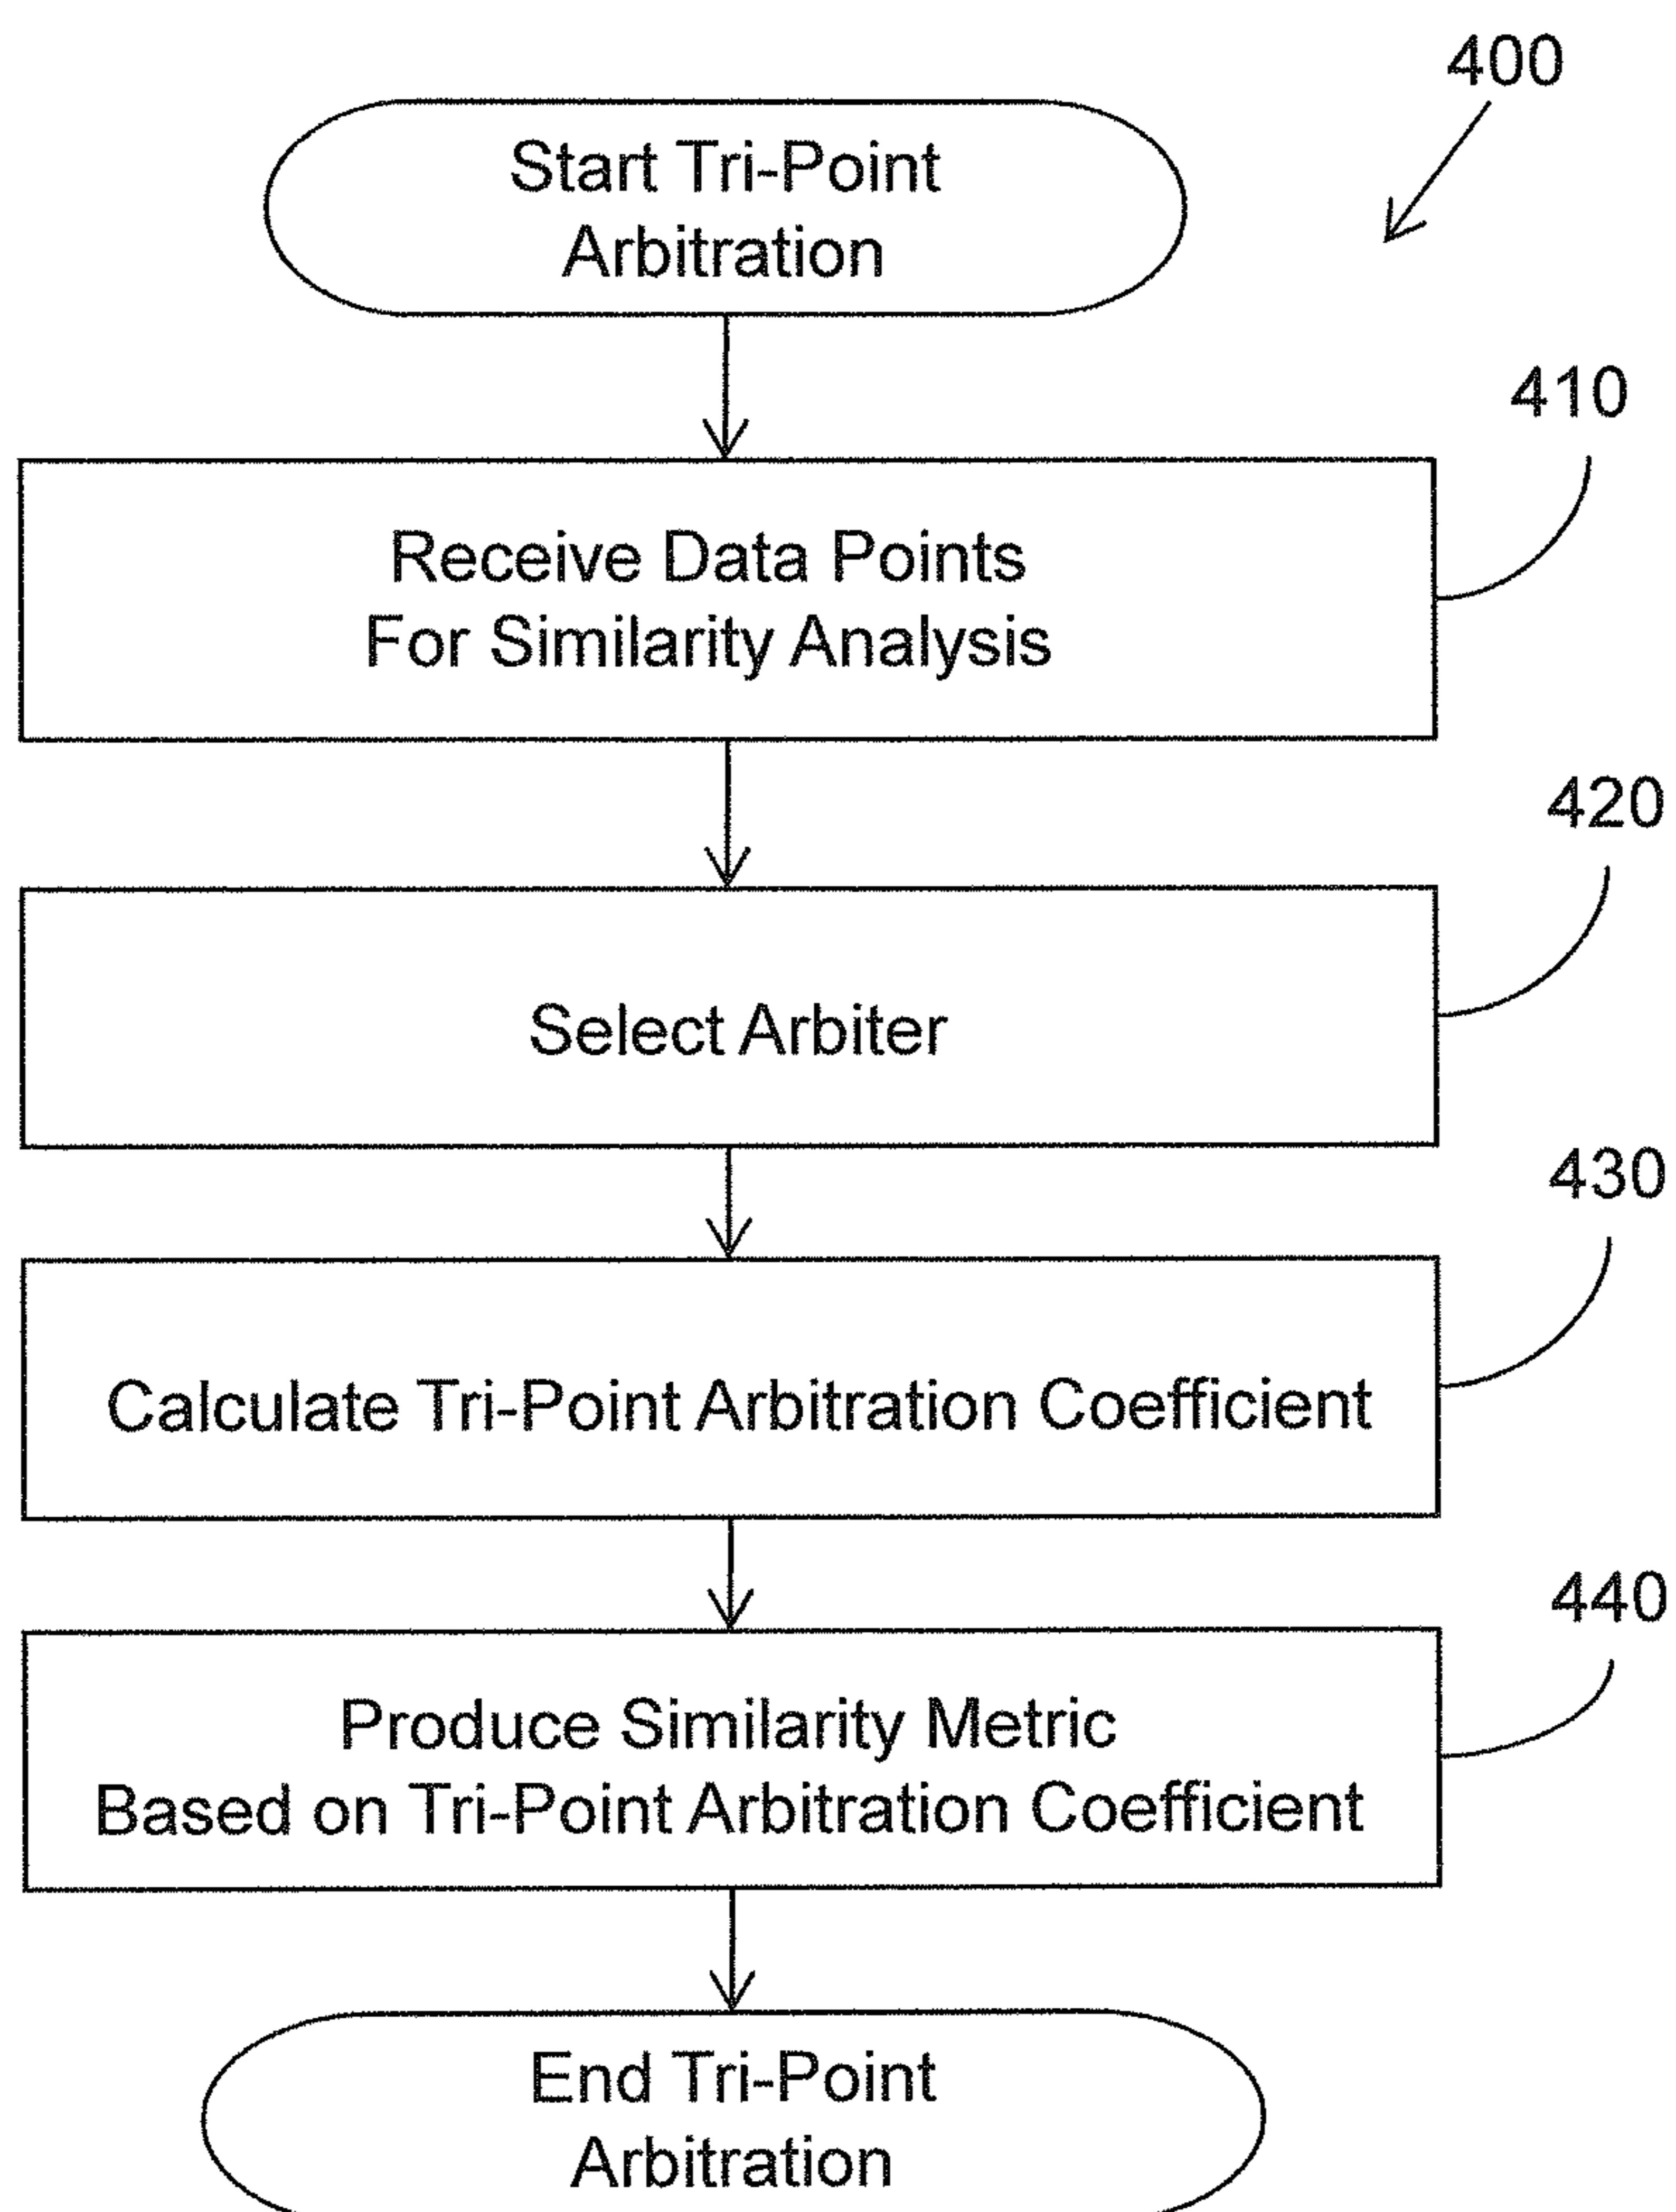 400
Start Tri-Point
Arbitration
410
Receive Data Points
For Similarity Analysis
420
Select Arbiter
430
Calculate Tri-Point Arbitration Coefficient
440
Produce Similarity Metric
Based on Tri-Point Arbitration Coefficient
End Tri-Point
Arbitration